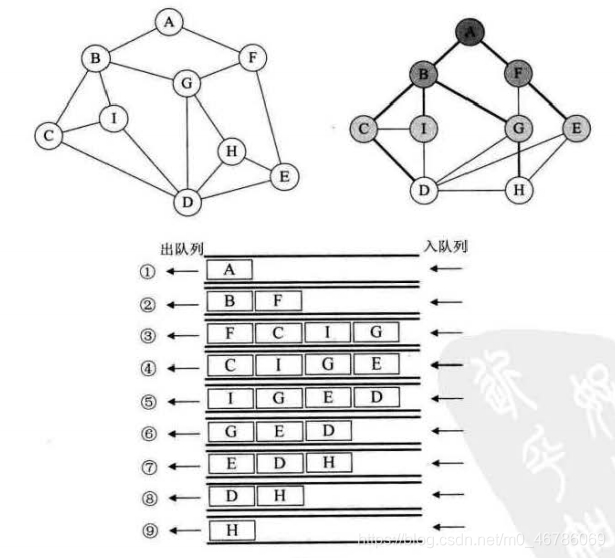 A
B
F
G
C
I
H
D
E
A
B
F
C
I
G
E
D
H
出队列 入队列
① A
② B F
③ F C I G
④ C I G E
⑤ I G E D
⑥ G E D
⑦ E D H
⑧ D H
⑨ H
https://blog.csdn.net/m0_46785069